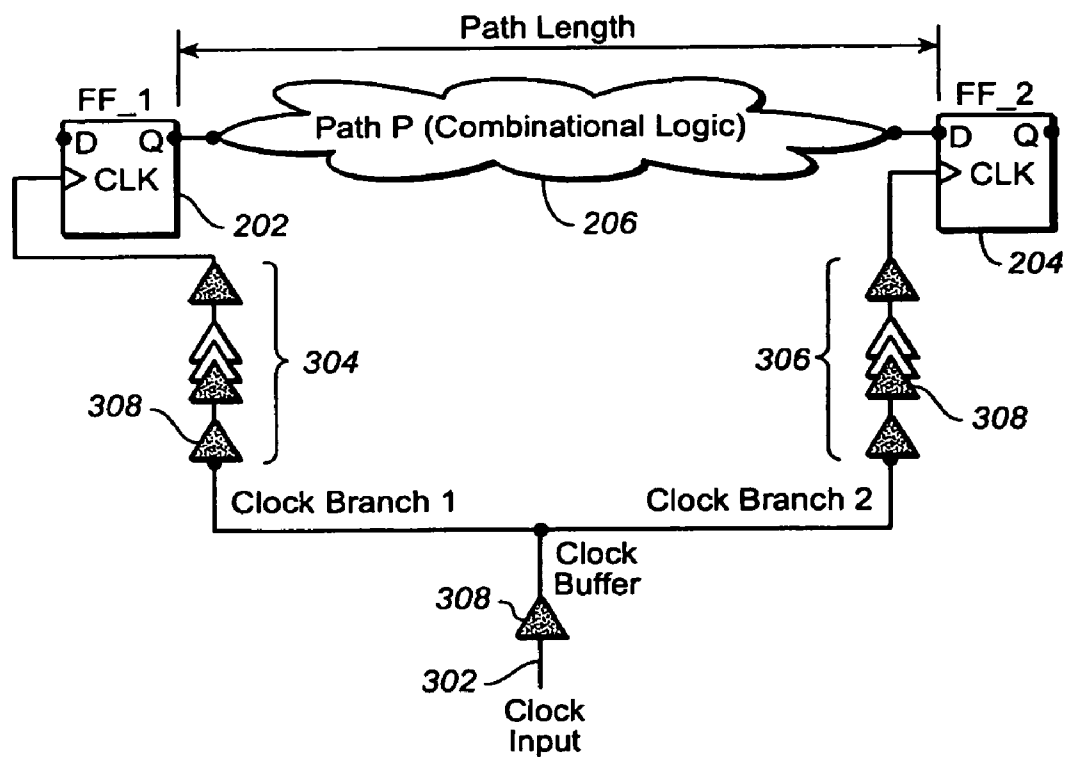 Path Length
FF_1
FF_2
D Q
Path P (Combinational Logic)
D Q
CLK
CLK
202
206
204
304
306
308
308
Clock Branch 1
Clock Branch 2
Clock
Buffer
308
302
Clock
Input